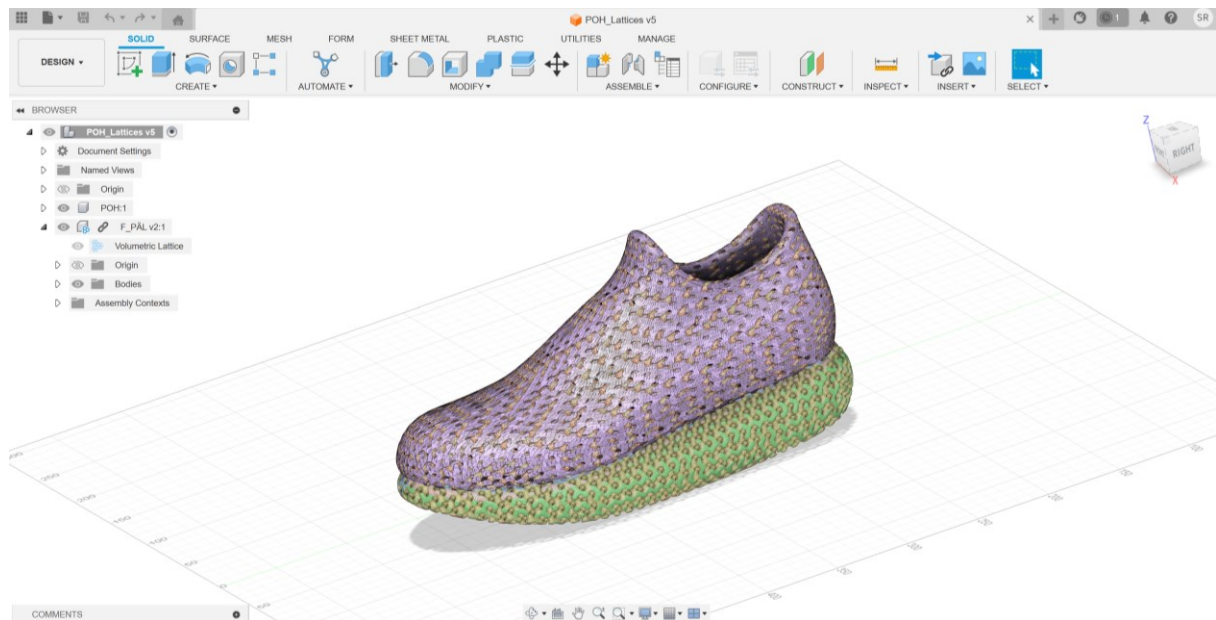 POH_Lattices v5
1
SR
DESIGN
SOLID SURFACE MESH FORM SHEET METAL PLASTIC UTILITIES MANAGE
CREATE AUTOMATE MODIFY ASSEMBLE CONFIGURE CONSTRUCT INSPECT INSERT SELECT
BROWSER
POH_Lattices v5
Document Settings
Named Views
Origin
POH:1
F_PÅL v2:1
Volumetric Lattice
Origin
Bodies
Assembly Contexts
Z
RIGHT
X
COMMENTS